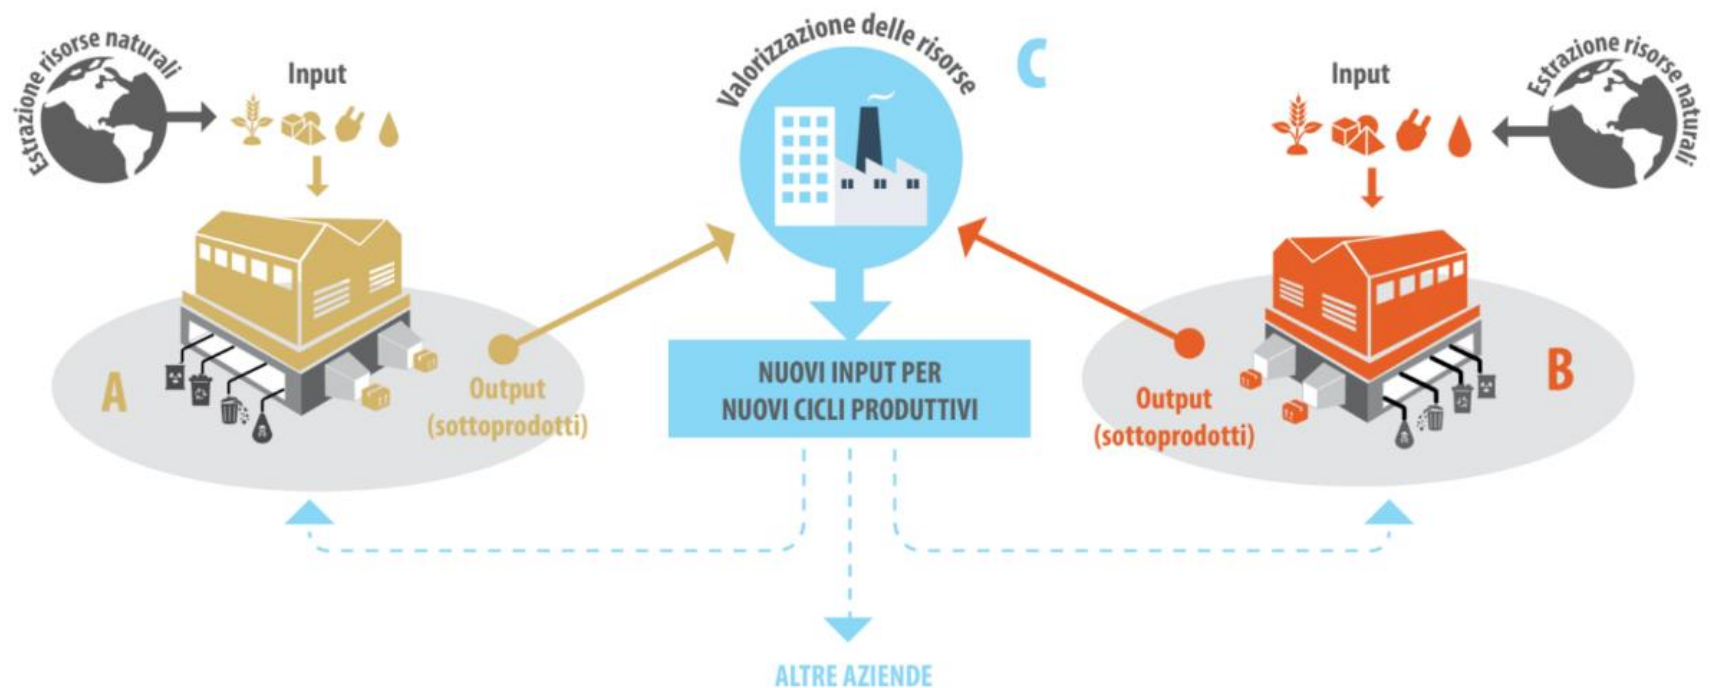 Estrazione risorse naturali
Input
Valorizzazione delle risorse
C
Input
Estrazione risorse naturali
A
Output
(sottoprodotti)
NUOVI INPUT PER
NUOVI CICLI PRODUTTIVI
Output
(sottoprodotti)
B
ALTRE AZIENDE